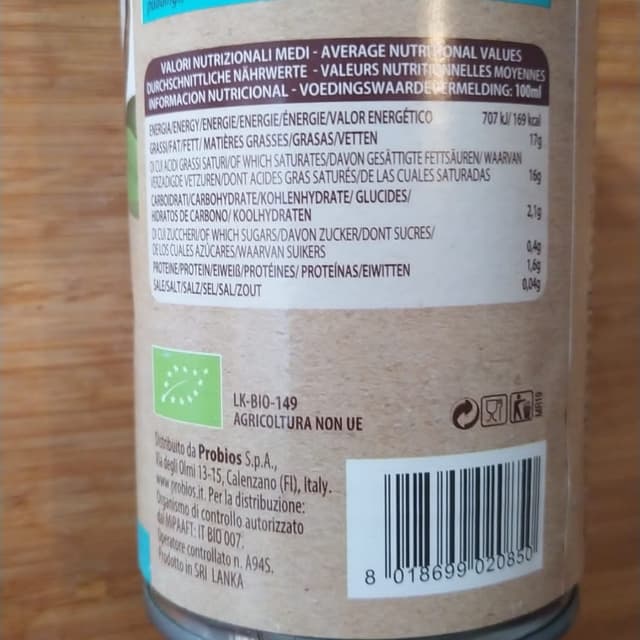 VALORI NUTRIZIONALI MEDI - AVERAGE NUTRITIONAL VALUES
DURCHSCHNITTLICHE NÄHRWERTE - VALEURS NUTRITIONNELLES MOYENNES
INFORMACION NUTRICIONAL - VOEDINGSWAARDEVERMELDING: 100ml
ENERGIA/ENERGY/ENERGIE/ENERGIE/ÉNERGIE/VALOR ENERGÉTICO 707 kJ/ 169 kcal
GRASSI/FAT/FETT/ MATIÈRES GRASSES/GRASAS/VETTEN 17g
DI CUI ACIDI GRASSI SATURI/OF WHICH SATURATES/DAVON GESÄTTIGTE FETTSÄUREN/ WAARVAN
VERZADIGDE VETZUREN/DONT ACIDES GRAS SATURÉS/DE LAS CUALES SATURADAS 16g
CARBOIDRATI/CARBOHYDRATE/KOHLENHYDRATE/ GLUCIDES/
HIDRATOS DE CARBONO/ KOOLHYDRATEN 2,1g
DI CUI ZUCCHERI/OF WHICH SUGARS/DAVON ZUCKER/DONT SUCRES/
DE LOS CUALES AZÚCARES/WAARVAN SUIKERS 0,4g
PROTEINE/PROTEIN/EIWEIß/PROTÉINES/ PROTEÍNAS/EIWITTEN 1,6g
SALE/SALT/SALZ/SEL/SAL/ZOUT 0,04g
LK-BIO-149
AGRICOLTURA NON UE
MR19
Distribuito da Probios S.p.A.,
Via degli Olmi 13-15, Calenzano (FI), Italy.
www.probios.it. Per la distribuzione:
Organismo di controllo autorizzato
dal MIPAAFT: IT BIO 007.
Operatore controllato n. A94S.
Prodotto in SRI LANKA
8 018699 020850